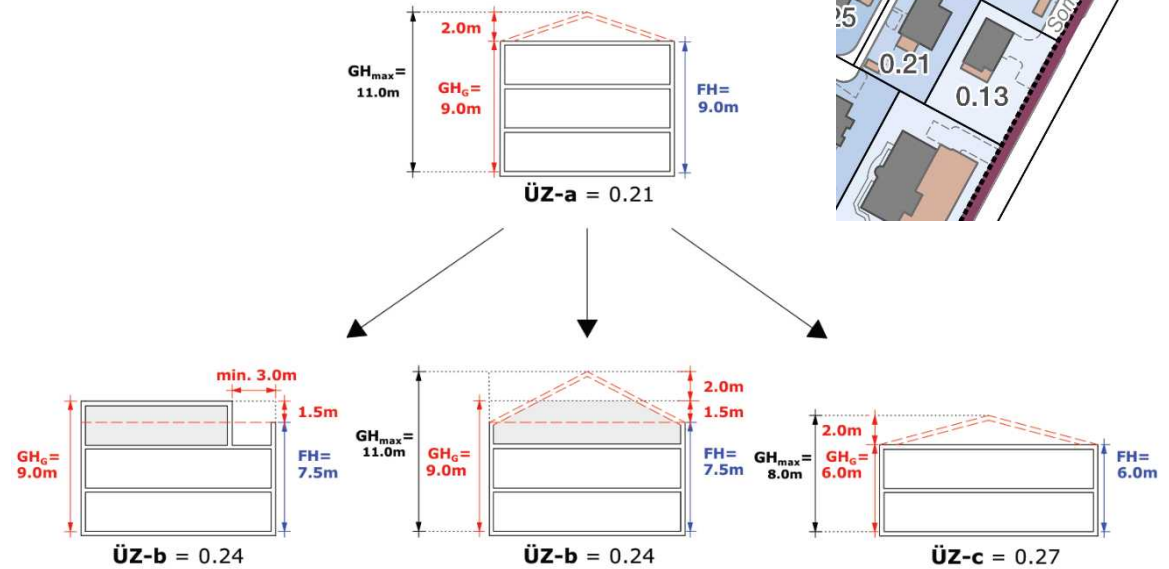 2.0m
GHmax=
11.0m
GHG=
9.0m
FH=
9.0m
ÜZ-a = 0.21
25
0.21
0.13
min. 3.0m
1.5m
GHG=
9.0m
FH=
7.5m
ÜZ-b = 0.24
2.0m
1.5m
GHmax=
11.0m
GHG=
9.0m
FH=
7.5m
ÜZ-b = 0.24
2.0m
GHmax=
8.0m
GHG=
6.0m
FH=
6.0m
ÜZ-c = 0.27